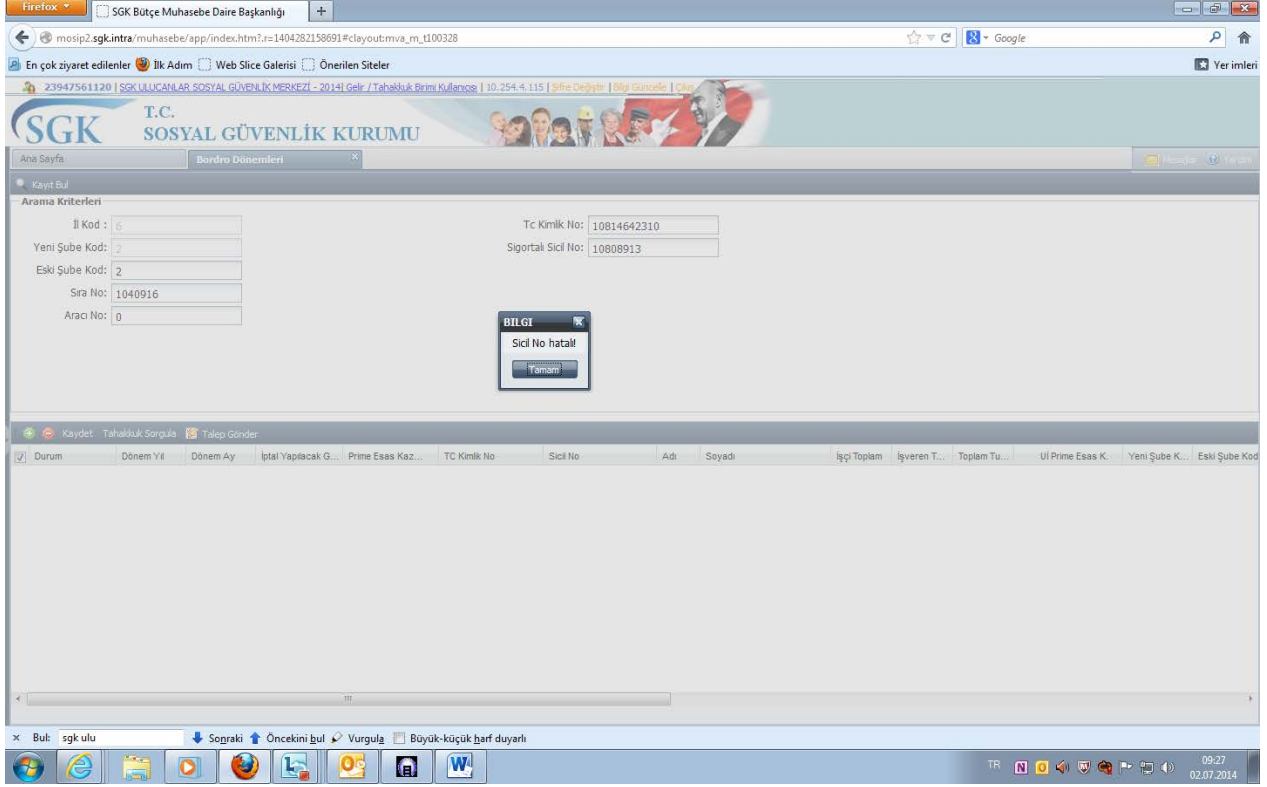 Firefox
SGK Bütçe Muhasebe Daire Başkanlığı
mosip2.sgk.intra/muhasebe/app/index.htm?.r=1404282158691#clayout:mva_m_t100328
Google
En çok ziyaret edilenler İlk Adım Web Slice Galerisi Önerilen Siteler Yer imleri
23947561120 | SGK ULUCANLAR SOSYAL GÜVENLİK MERKEZİ - 2014| Gelir / Tahakkuk Birimi Kullanıcısı | 10.254.4.115 | Şifre Değiştir | Bilgi Güncelle | Çıkış
SGK
T.C.
SOSYAL GÜVENLİK KURUMU
Ana Sayfa Bordro Dönemleri Mesajlar Yardım
Kayıt Bul
Arama Kriterleri
İl Kod : 6 Tc Kimlik No: 10814642310
Yeni Şube Kod: 2 Sigortalı Sicil No: 10808913
Eski Şube Kod: 2
Sıra No: 1040916
Aracı No: 0
BILGI
Sicil No hatalı!
Tamam
Kaydet Tahakkuk Sorgula Talep Gönder
Durum Dönem Yıl Dönem Ay İptal Yapılacak G... Prime Esas Kaz... TC Kimlik No Sicil No Adı Soyadı İşçi Toplam İşveren T... Toplam Tu... Uİ Prime Esas K. Yeni Şube K... Eski Şube Kod
Bul: sgk ulu Sonraki Öncekini bul Vurgula Büyük-küçük harf duyarlı
TR 09:27
02.07.2014